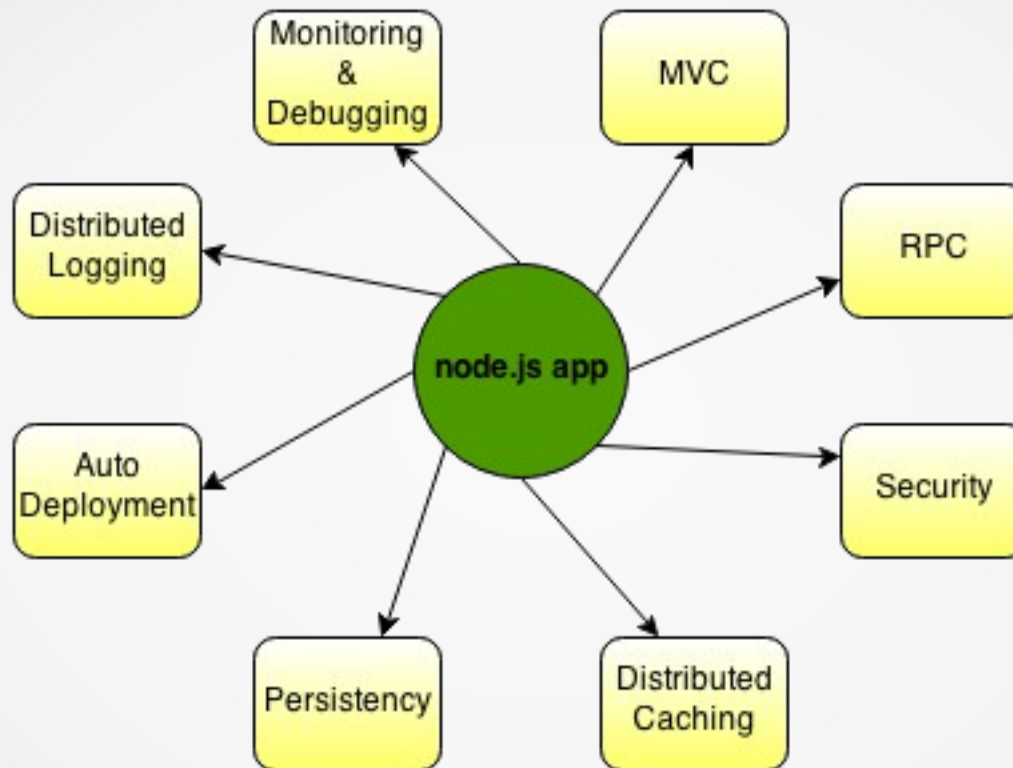 Monitoring
&
Debugging
MVC
Distributed
Logging
RPC
node.js app
Auto
Deployment
Security
Persistency
Distributed
Caching